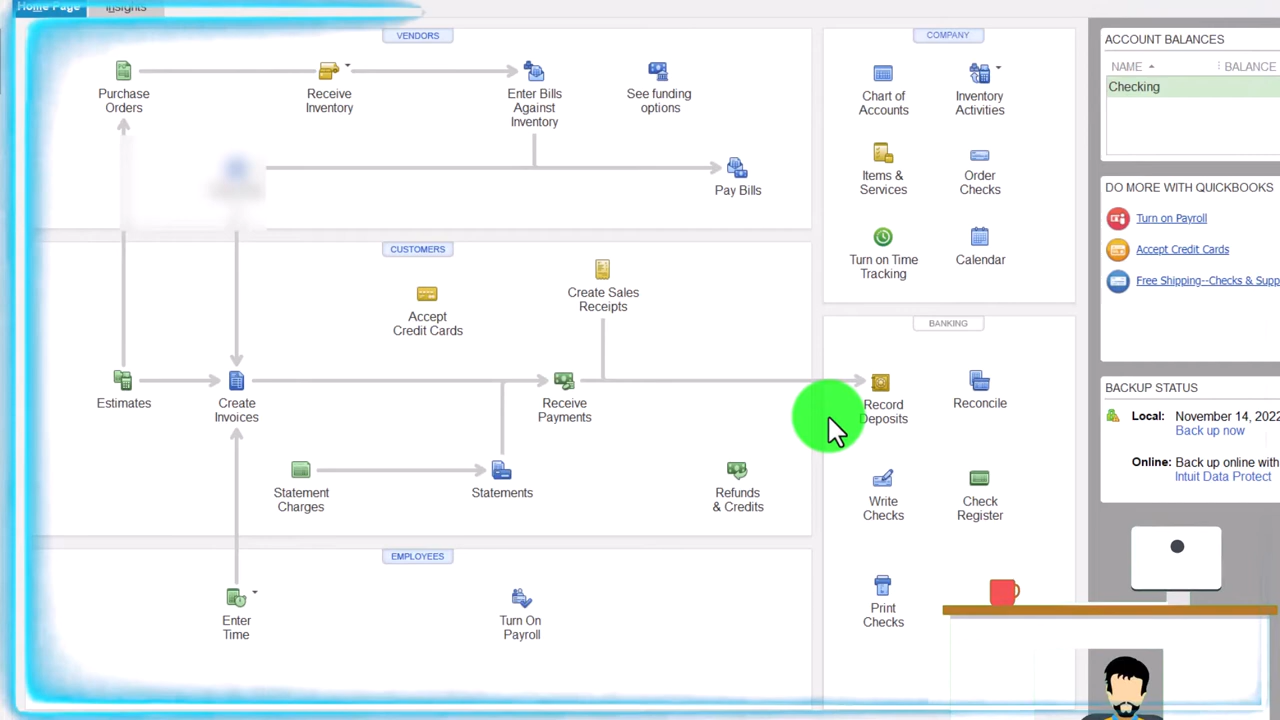 Home Page
Insights
VENDORS
Purchase
Orders
Receive
Inventory
Enter Bills
Against
Inventory
See funding
options
Pay Bills
CUSTOMERS
Accept
Credit Cards
Create Sales
Receipts
Estimates
Create
Invoices
Receive
Payments
Statement
Charges
Statements
Refunds
& Credits
EMPLOYEES
Enter
Time
Turn On
Payroll
COMPANY
Chart of
Accounts
Inventory
Activities
Items &
Services
Order
Checks
Turn on Time
Tracking
Calendar
BANKING
Record
Deposits
Reconcile
Write
Checks
Check
Register
Print
Checks
ACCOUNT BALANCES
NAME BALANCE
Checking
DO MORE WITH QUICKBOOKS
Turn on Payroll
Accept Credit Cards
Free Shipping--Checks & Supp
BACKUP STATUS
Local: November 14, 2022
Back up now
Online: Back up online with
Intuit Data Protect